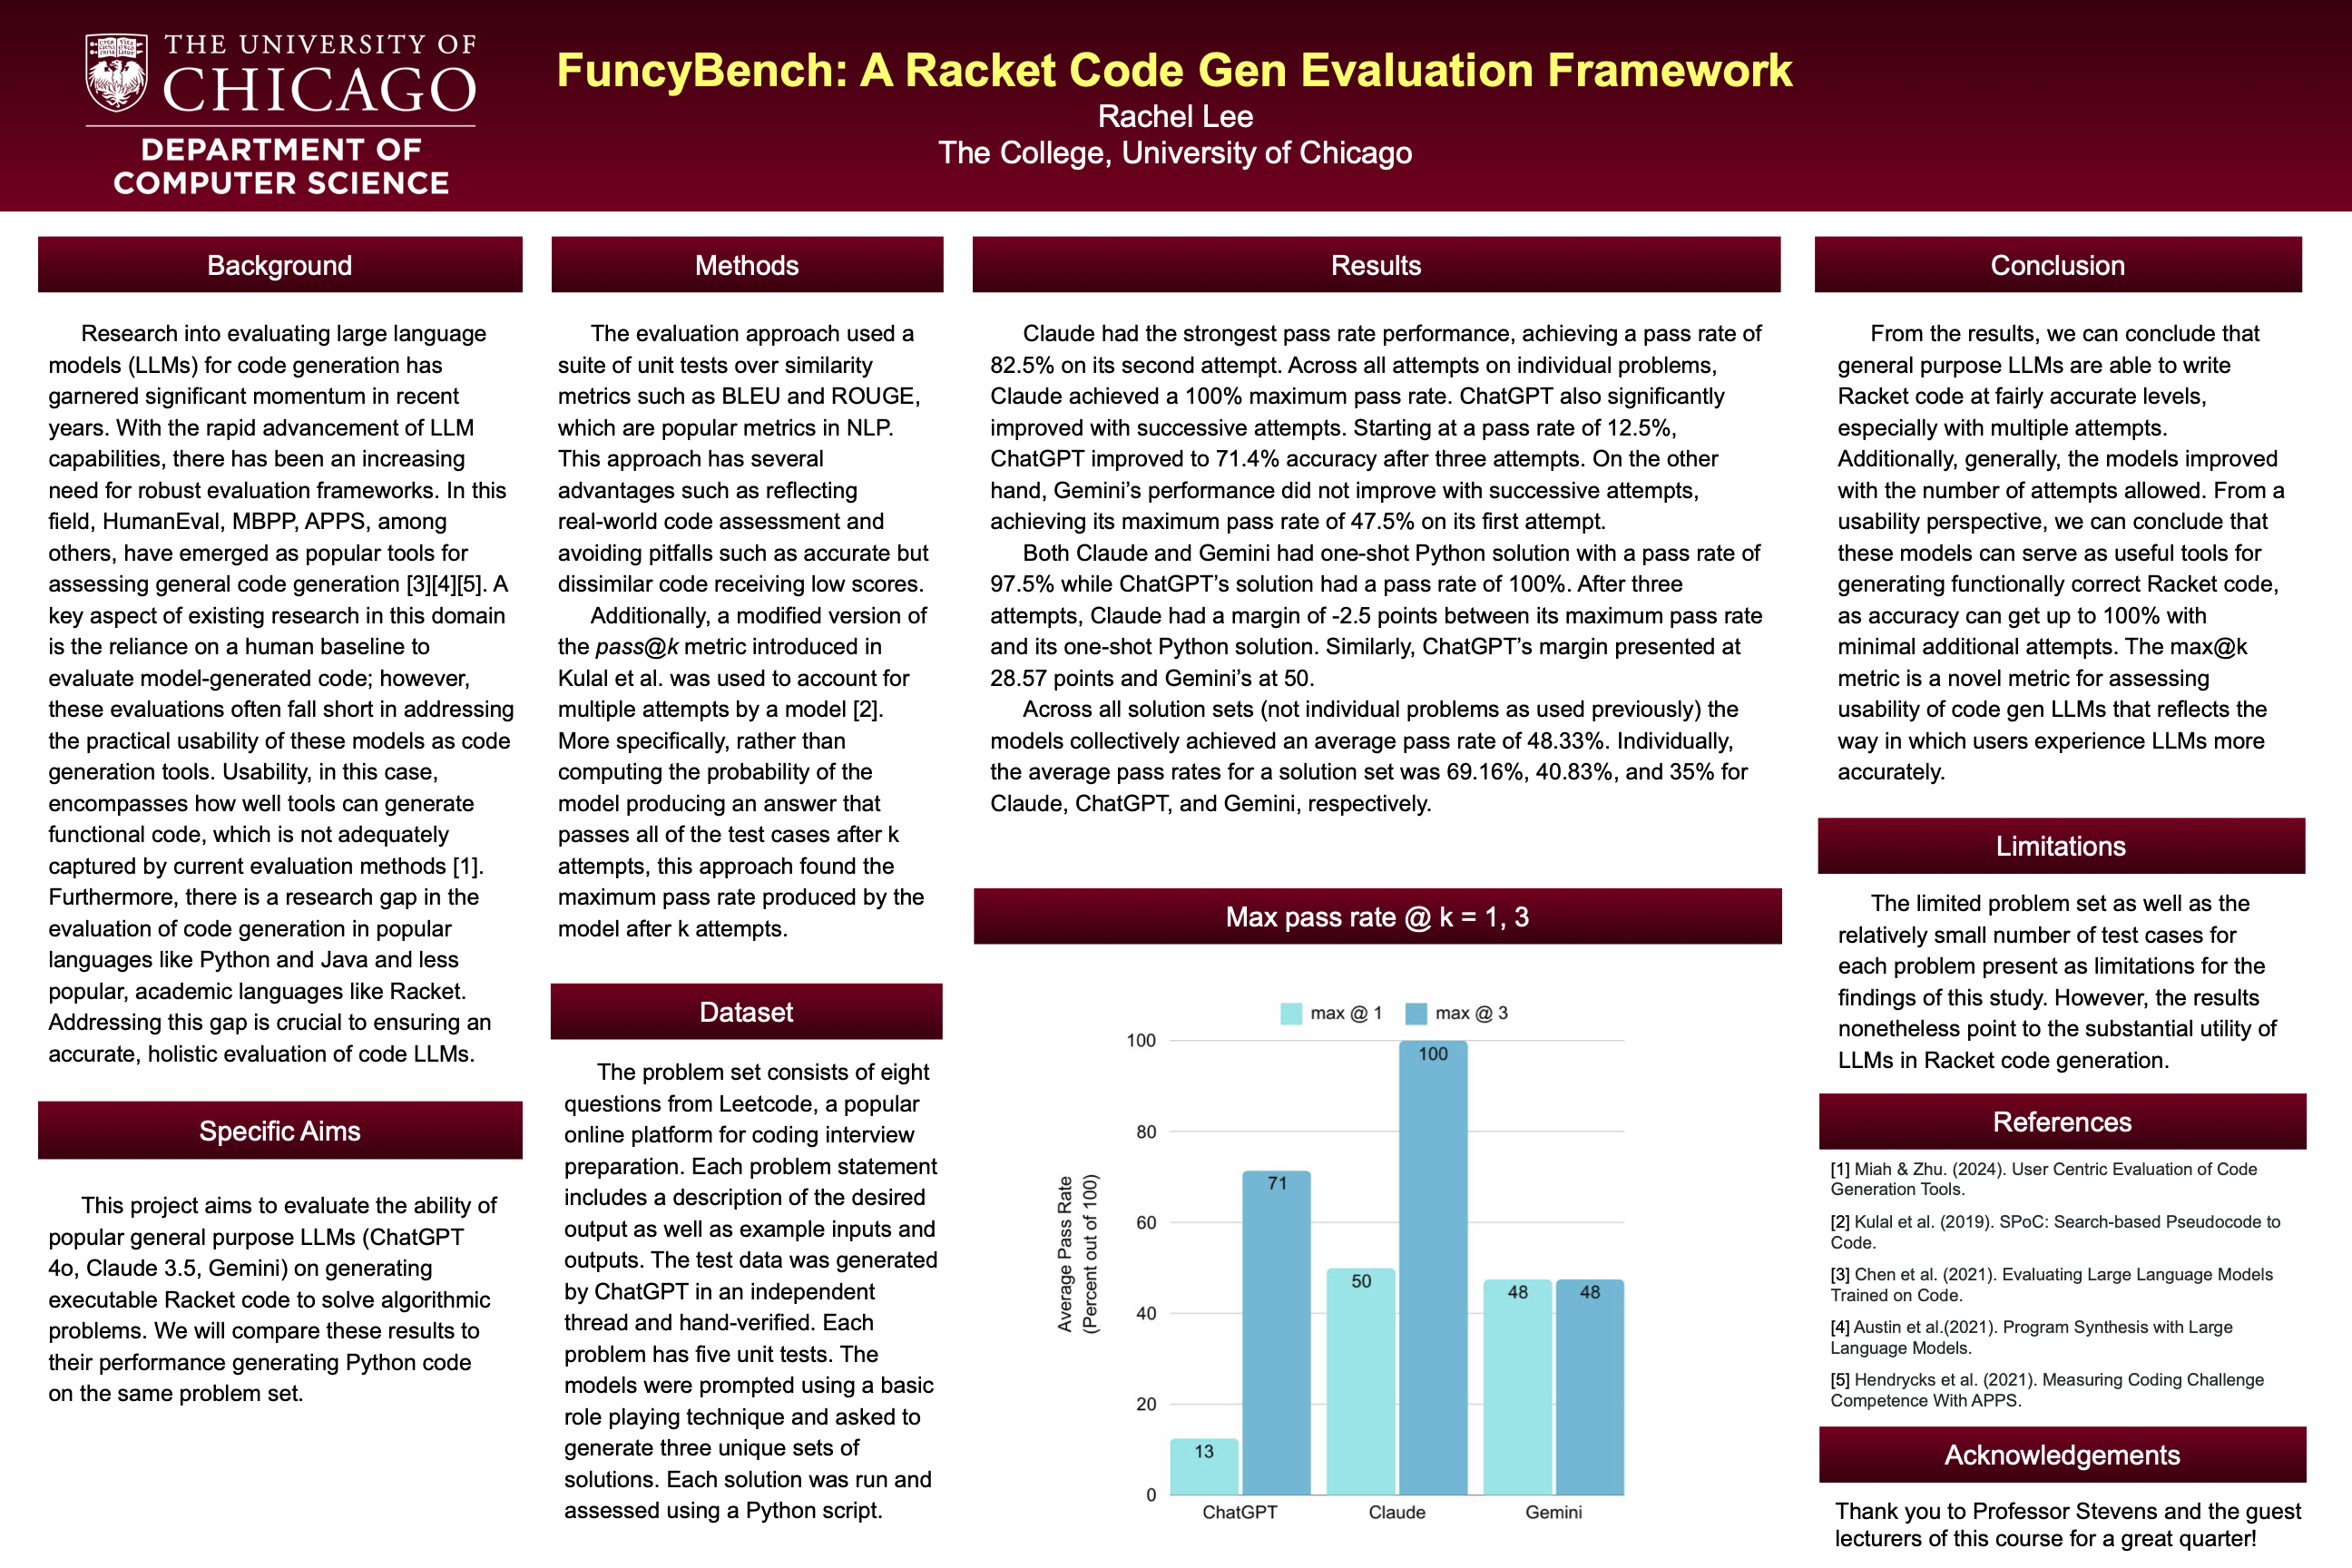 THE UNIVERSITY OF
CHICAGO
DEPARTMENT OF
COMPUTER SCIENCE
FuncyBench: A Racket Code Gen Evaluation Framework
Rachel Lee
The College, University of Chicago
Background
Research into evaluating large language
models (LLMs) for code generation has
garnered significant momentum in recent
years. With the rapid advancement of LLM
capabilities, there has been an increasing
need for robust evaluation frameworks. In this
field, HumanEval, MBPP, APPS, among
others, have emerged as popular tools for
assessing general code generation [3][4][5]. A
key aspect of existing research in this domain
is the reliance on a human baseline to
evaluate model-generated code; however,
these evaluations often fall short in addressing
the practical usability of these models as code
generation tools. Usability, in this case,
encompasses how well tools can generate
functional code, which is not adequately
captured by current evaluation methods [1].
Furthermore, there is a research gap in the
evaluation of code generation in popular
languages like Python and Java and less
popular, academic languages like Racket.
Addressing this gap is crucial to ensuring an
accurate, holistic evaluation of code LLMs.
Specific Aims
This project aims to evaluate the ability of
popular general purpose LLMs (ChatGPT
4o, Claude 3.5, Gemini) on generating
executable Racket code to solve algorithmic
problems. We will compare these results to
their performance generating Python code
on the same problem set.
Methods
The evaluation approach used a
suite of unit tests over similarity
metrics such as BLEU and ROUGE,
which are popular metrics in NLP.
This approach has several
advantages such as reflecting
real-world code assessment and
avoiding pitfalls such as accurate but
dissimilar code receiving low scores.
Additionally, a modified version of
the pass@k metric introduced in
Kulal et al. was used to account for
multiple attempts by a model [2].
More specifically, rather than
computing the probability of the
model producing an answer that
passes all of the test cases after k
attempts, this approach found the
maximum pass rate produced by the
model after k attempts.
Dataset
The problem set consists of eight
questions from Leetcode, a popular
online platform for coding interview
preparation. Each problem statement
includes a description of the desired
output as well as example inputs and
outputs. The test data was generated
by ChatGPT in an independent
thread and hand-verified. Each
problem has five unit tests. The
models were prompted using a basic
role playing technique and asked to
generate three unique sets of
solutions. Each solution was run and
assessed using a Python script.
Results
Claude had the strongest pass rate performance, achieving a pass rate of
82.5% on its second attempt. Across all attempts on individual problems,
Claude achieved a 100% maximum pass rate. ChatGPT also significantly
improved with successive attempts. Starting at a pass rate of 12.5%,
ChatGPT improved to 71.4% accuracy after three attempts. On the other
hand, Gemini’s performance did not improve with successive attempts,
achieving its maximum pass rate of 47.5% on its first attempt.
Both Claude and Gemini had one-shot Python solution with a pass rate of
97.5% while ChatGPT’s solution had a pass rate of 100%. After three
attempts, Claude had a margin of -2.5 points between its maximum pass rate
and its one-shot Python solution. Similarly, ChatGPT’s margin presented at
28.57 points and Gemini’s at 50.
Across all solution sets (not individual problems as used previously) the
models collectively achieved an average pass rate of 48.33%. Individually,
the average pass rates for a solution set was 69.16%, 40.83%, and 35% for
Claude, ChatGPT, and Gemini, respectively.
Max pass rate @ k = 1, 3
max @ 1 max @ 3
Average Pass Rate
(Percent out of 100)
100
80
60
40
20
0
13
71
50
100
48
48
ChatGPT Claude Gemini
Conclusion
From the results, we can conclude that
general purpose LLMs are able to write
Racket code at fairly accurate levels,
especially with multiple attempts.
Additionally, generally, the models improved
with the number of attempts allowed. From a
usability perspective, we can conclude that
these models can serve as useful tools for
generating functionally correct Racket code,
as accuracy can get up to 100% with
minimal additional attempts. The max@k
metric is a novel metric for assessing
usability of code gen LLMs that reflects the
way in which users experience LLMs more
accurately.
Limitations
The limited problem set as well as the
relatively small number of test cases for
each problem present as limitations for the
findings of this study. However, the results
nonetheless point to the substantial utility of
LLMs in Racket code generation.
References
[1] Miah & Zhu. (2024). User Centric Evaluation of Code
Generation Tools.
[2] Kulal et al. (2019). SPoC: Search-based Pseudocode to
Code.
[3] Chen et al. (2021). Evaluating Large Language Models
Trained on Code.
[4] Austin et al.(2021). Program Synthesis with Large
Language Models.
[5] Hendrycks et al. (2021). Measuring Coding Challenge
Competence With APPS.
Acknowledgements
Thank you to Professor Stevens and the guest
lecturers of this course for a great quarter!